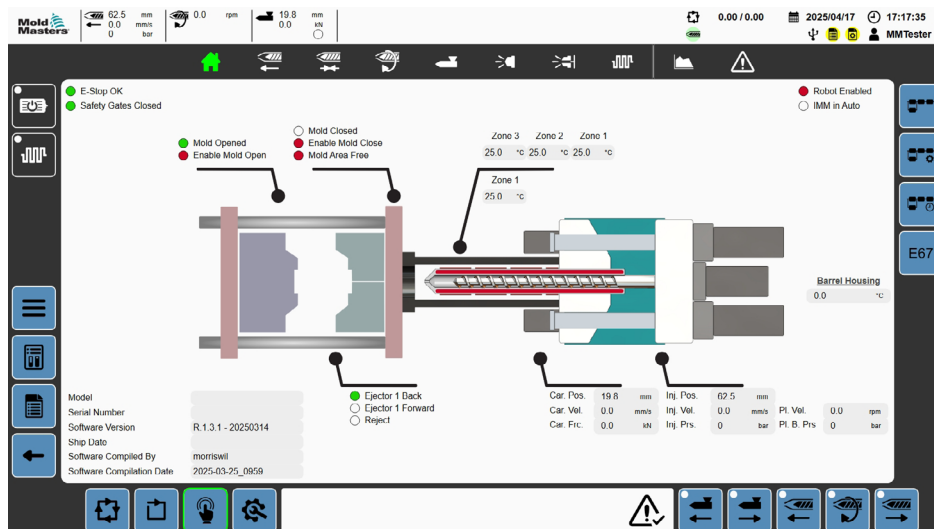 Mold Masters
62.5 mm
0.0 mm/s
0 bar
0.0 rpm
19.8 mm
0.0 kN
0.00 / 0.00
2025/04/17
17:17:35
MMTester
E-Stop OK
Safety Gates Closed
Robot Enabled
IMM in Auto
Mold Opened
Enable Mold Open
Mold Closed
Enable Mold Close
Mold Area Free
Zone 3 Zone 2 Zone 1
25.0 °C 25.0 °C 25.0 °C
Zone 1
25.0 °C
E67
Barrel Housing
0.0 °C
Ejector 1 Back
Ejector 1 Forward
Reject
Car. Pos. 19.8 mm
Car. Vel. 0.0 mm/s
Car. Frc. 0.0 kN
Inj. Pos. 62.5 mm
Inj. Vel. 0.0 mm/s
Inj. Prs. 0 bar
Pl. Vel. 0.0 rpm
Pl. B. Prs 0 bar
Model
Serial Number
Software Version R.1.3.1 - 20250314
Ship Date
Software Compiled By morriswil
Software Compilation Date 2025-03-25_0959